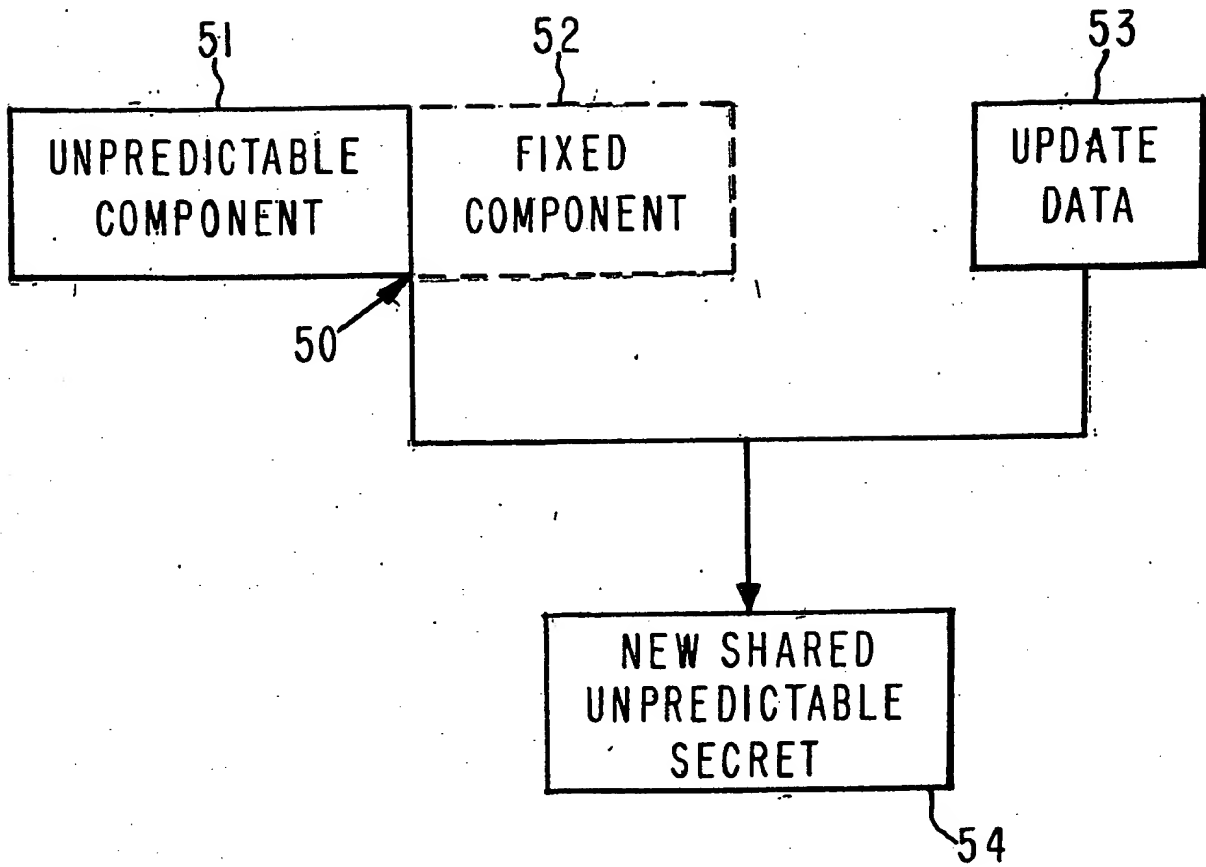 51
52
53
UNPREDICTABLE
COMPONENT
FIXED
COMPONENT
UPDATE
DATA
50
NEW SHARED
UNPREDICTABLE
SECRET
54